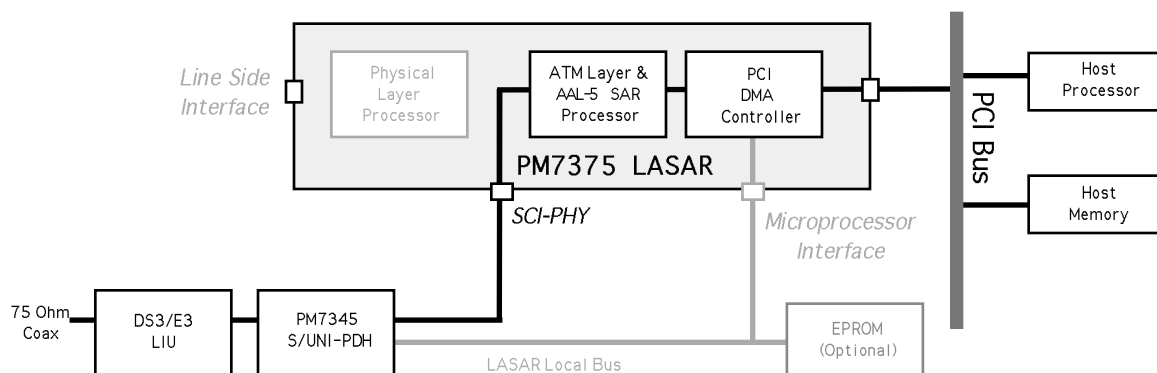 Line Side
Interface
Physical
Layer
Processor
ATM Layer &
AAL-5 SAR
Processor
PCI
DMA
Controller
PM7375 LASAR
SCI-PHY
Microprocessor
Interface
PCI Bus
Host
Processor
Host
Memory
75 Ohm
Coax
DS3/E3
LIU
PM7345
S/UNI-PDH
LASAR Local Bus
EPROM
(Optional)